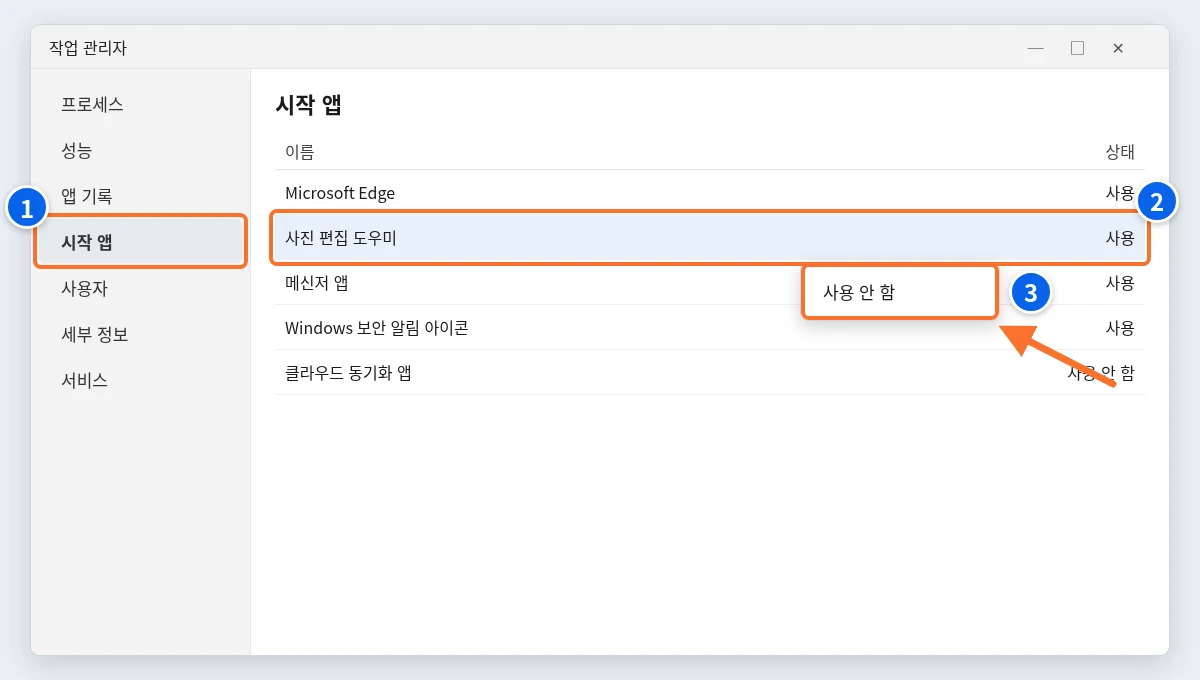 작업 관리자
프로세스
성능
앱 기록
시작 앱
사용자
세부 정보
서비스
시작 앱
이름 상태
Microsoft Edge 사용
사진 편집 도우미 사용
메신저 앱 사용
Windows 보안 알림 아이콘 사용
클라우드 동기화 앱 사용 안 함
사용 안 함
1
2
3